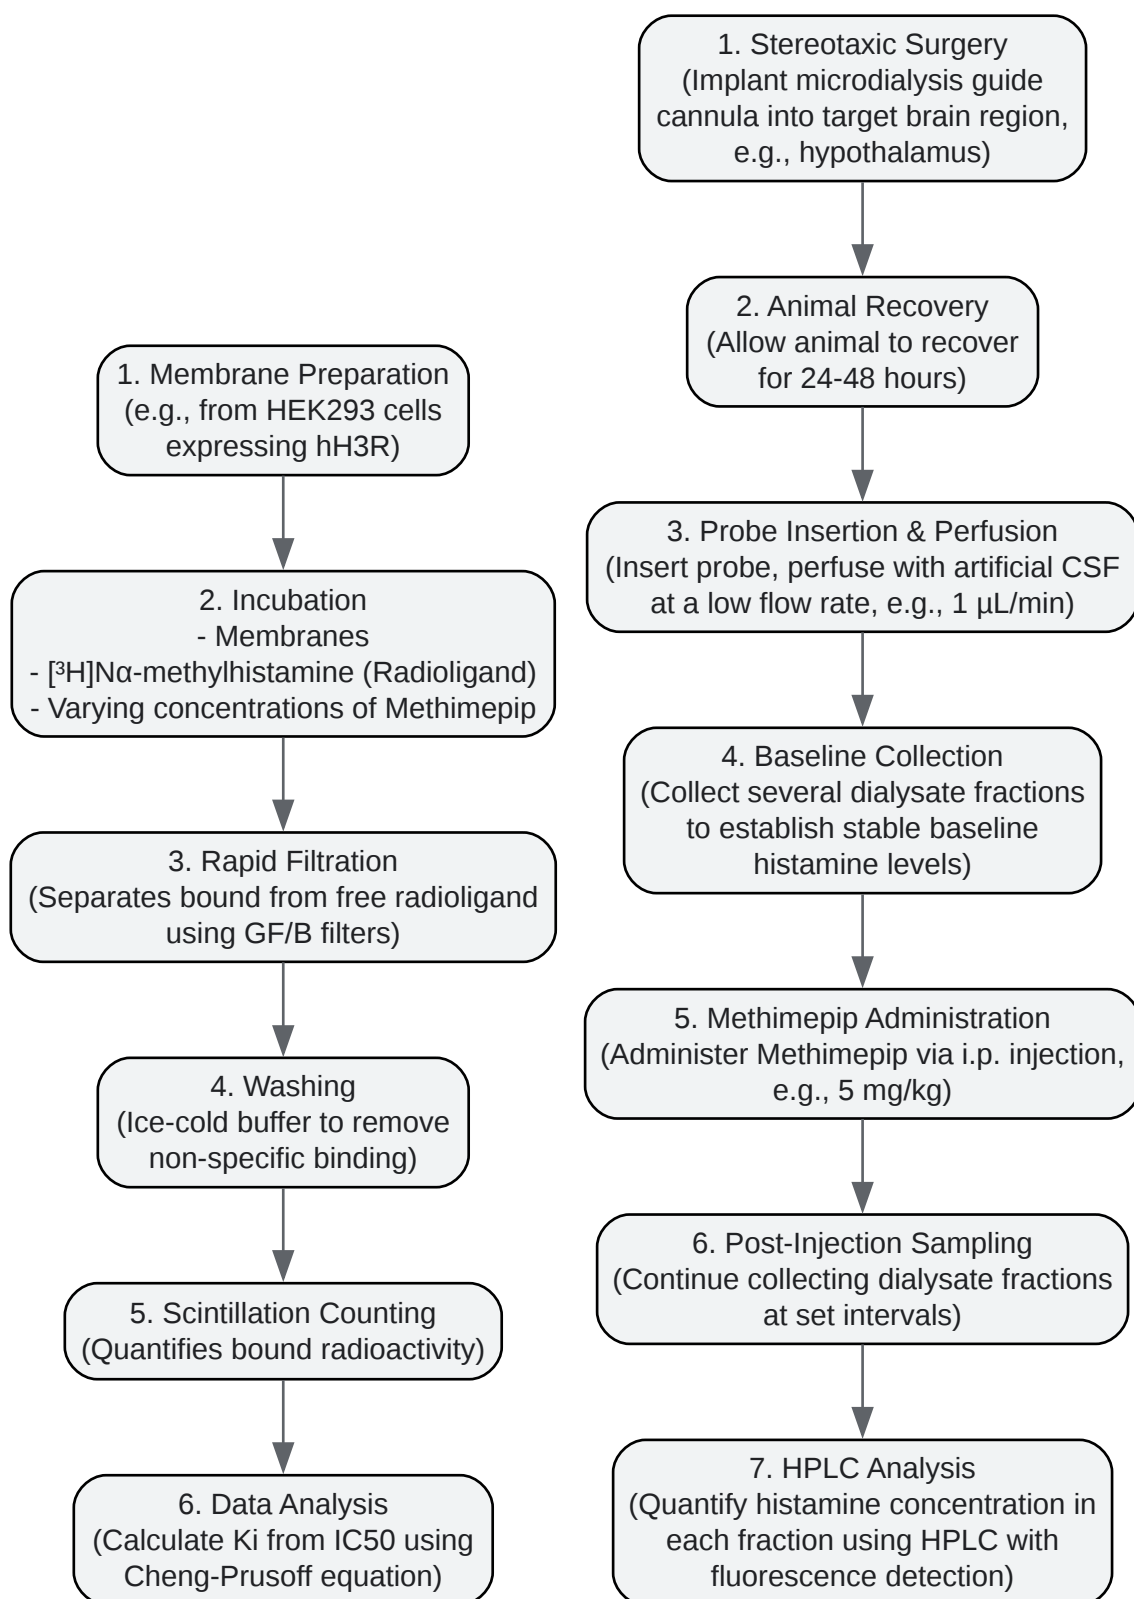 1. Membrane Preparation
(e.g., from HEK293 cells
expressing hH3R)
2. Incubation
- Membranes
- [³H]Nα-methylhistamine (Radioligand)
- Varying concentrations of Methimepip
3. Rapid Filtration
(Separates bound from free radioligand
using GF/B filters)
4. Washing
(Ice-cold buffer to remove
non-specific binding)
5. Scintillation Counting
(Quantifies bound radioactivity)
6. Data Analysis
(Calculate Ki from IC50 using
Cheng-Prusoff equation)
1. Stereotaxic Surgery
(Implant microdialysis guide
cannula into target brain region,
e.g., hypothalamus)
2. Animal Recovery
(Allow animal to recover
for 24-48 hours)
3. Probe Insertion & Perfusion
(Insert probe, perfuse with artificial CSF
at a low flow rate, e.g., 1 µL/min)
4. Baseline Collection
(Collect several dialysate fractions
to establish stable baseline
histamine levels)
5. Methimepip Administration
(Administer Methimepip via i.p. injection,
e.g., 5 mg/kg)
6. Post-Injection Sampling
(Continue collecting dialysate fractions
at set intervals)
7. HPLC Analysis
(Quantify histamine concentration in
each fraction using HPLC with
fluorescence detection)